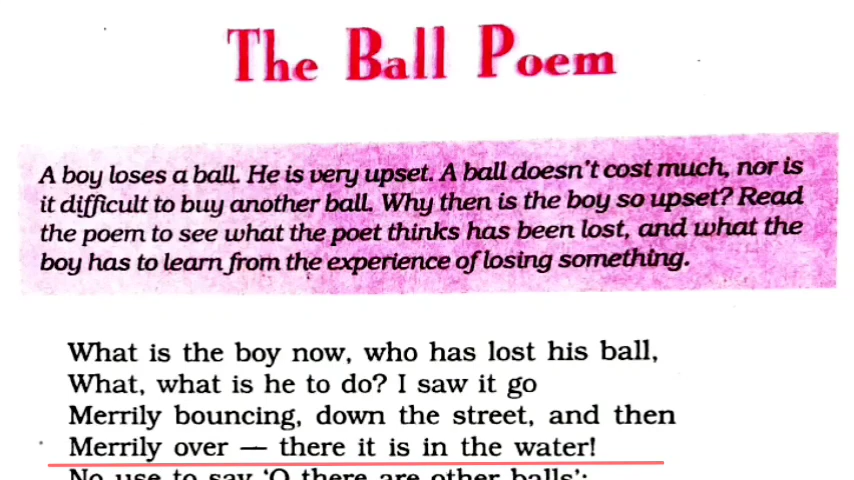 The Ball Poem
A boy loses a ball. He is very upset. A ball doesn't cost much, nor is
it difficult to buy another ball. Why then is the boy so upset? Read
the poem to see what the poet thinks has been lost, and what the
boy has to learn from the experience of losing something.
What is the boy now, who has lost his ball,
What, what is he to do? I saw it go
Merrily bouncing, down the street, and then
Merrily over — there it is in the water!
No use to say 'O there are other balls':